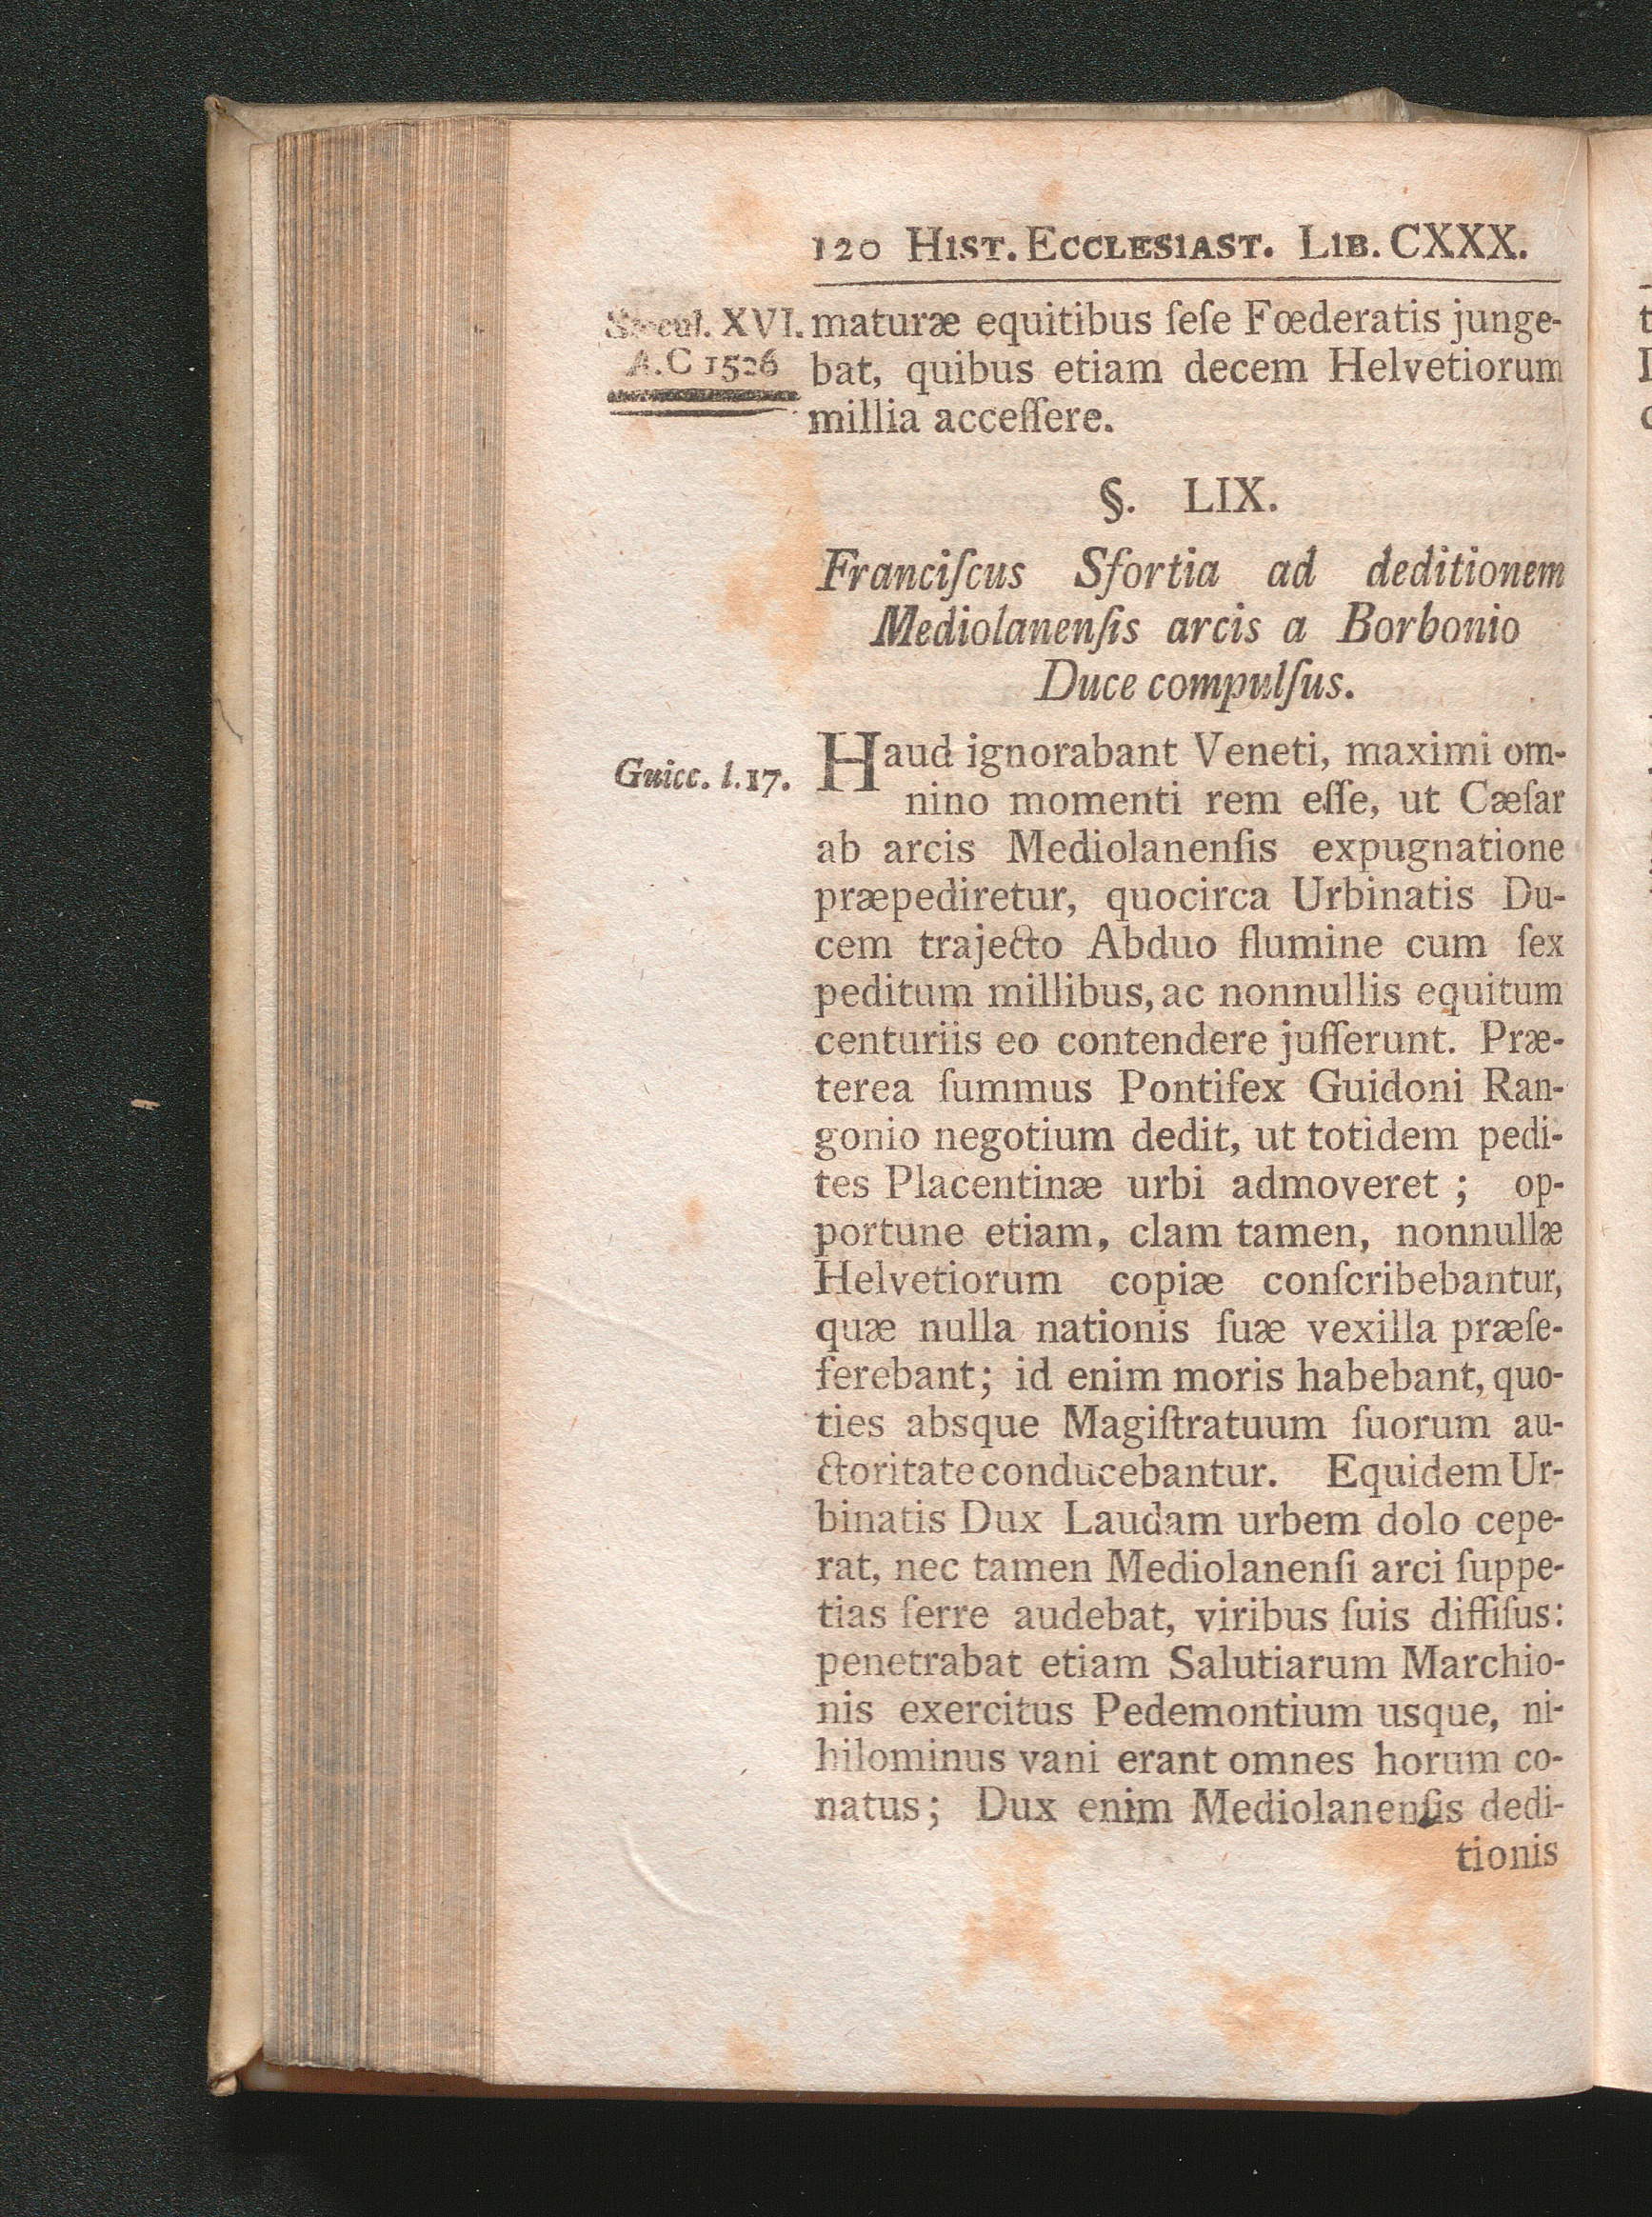 120 HIST. ECCLESIAST. LIB. CXXX.
Sæcul. XVI.
A.C 1526
maturæ equitibus ſeſe Fœderatis junge-
bat, quibus etiam decem Helvetiorum
millia acceſſere.
§. LIX.
Franciſcus Sfortia ad deditionem
Mediolanenſis arcis a Borbonio
Duce compulſus.
Guicc. l.17.
Haud ignorabant Veneti, maximi om-
nino momenti rem eſſe, ut Cæſar
ab arcis Mediolanenſis expugnatione
præpediretur, quocirca Urbinatis Du-
cem trajecto Abduo flumine cum ſex
peditum millibus, ac nonnullis equitum
centuriis eo contendere juſſerunt. Præ-
terea ſummus Pontifex Guidoni Ran-
gonio negotium dedit, ut totidem pedi-
tes Placentinæ urbi admoveret ; op-
portune etiam, clam tamen, nonnullæ
Helvetiorum copiæ conſcribebantur,
quæ nulla nationis ſuæ vexilla præſe-
ferebant; id enim moris habebant, quo-
ties absque Magiſtratuum ſuorum au-
ctoritate conducebantur. Equidem Ur-
binatis Dux Laudam urbem dolo cepe-
rat, nec tamen Mediolanenſi arci ſuppe-
tias ferre audebat, viribus ſuis diffiſus:
penetrabat etiam Salutiarum Marchio-
nis exercitus Pedemontium usque, ni-
hilominus vani erant omnes horum co-
natus; Dux enim Mediolanenſis dedi-
tionis